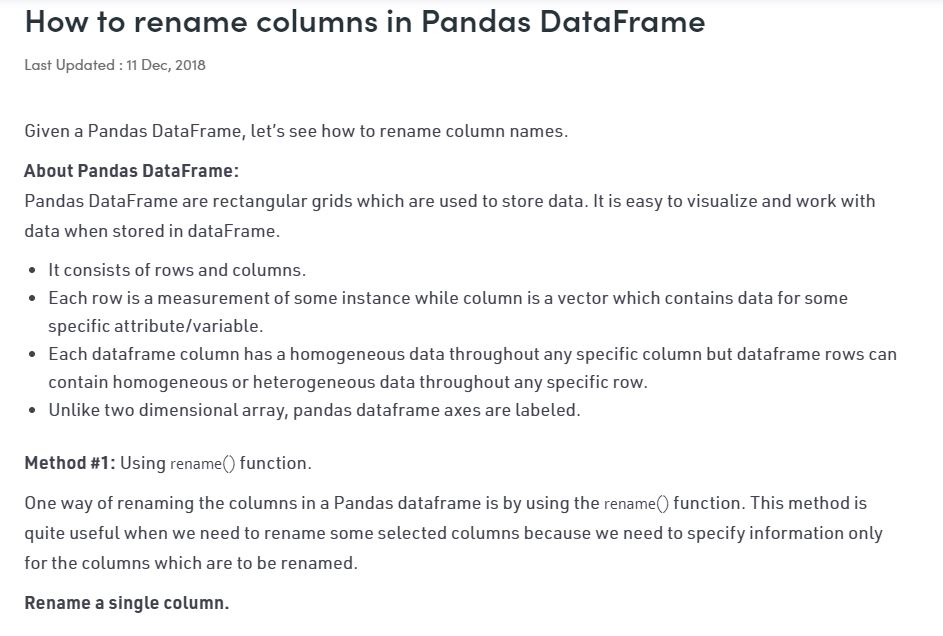 How to rename columns in Pandas DataFrame
Last Updated : 11 Dec, 2018
Given a Pandas DataFrame, let's see how to rename column names.
About Pandas DataFrame:
Pandas DataFrame are rectangular grids which are used to store data. It is easy to visualize and work with
data when stored in dataFrame.
• It consists of rows and columns.
• Each row is a measurement of some instance while column is a vector which contains data for some
specific attribute/variable.
• Each dataframe column has a homogeneous data throughout any specific column but dataframe rows can
contain homogeneous or heterogeneous data throughout any specific row.
• Unlike two dimensional array, pandas dataframe axes are labeled.
Method #1: Using rename() function.
One way of renaming the columns in a Pandas dataframe is by using the rename() function. This method is
quite useful when we need to rename some selected columns because we need to specify information only
for the columns which are to be renamed.
Rename a single column.